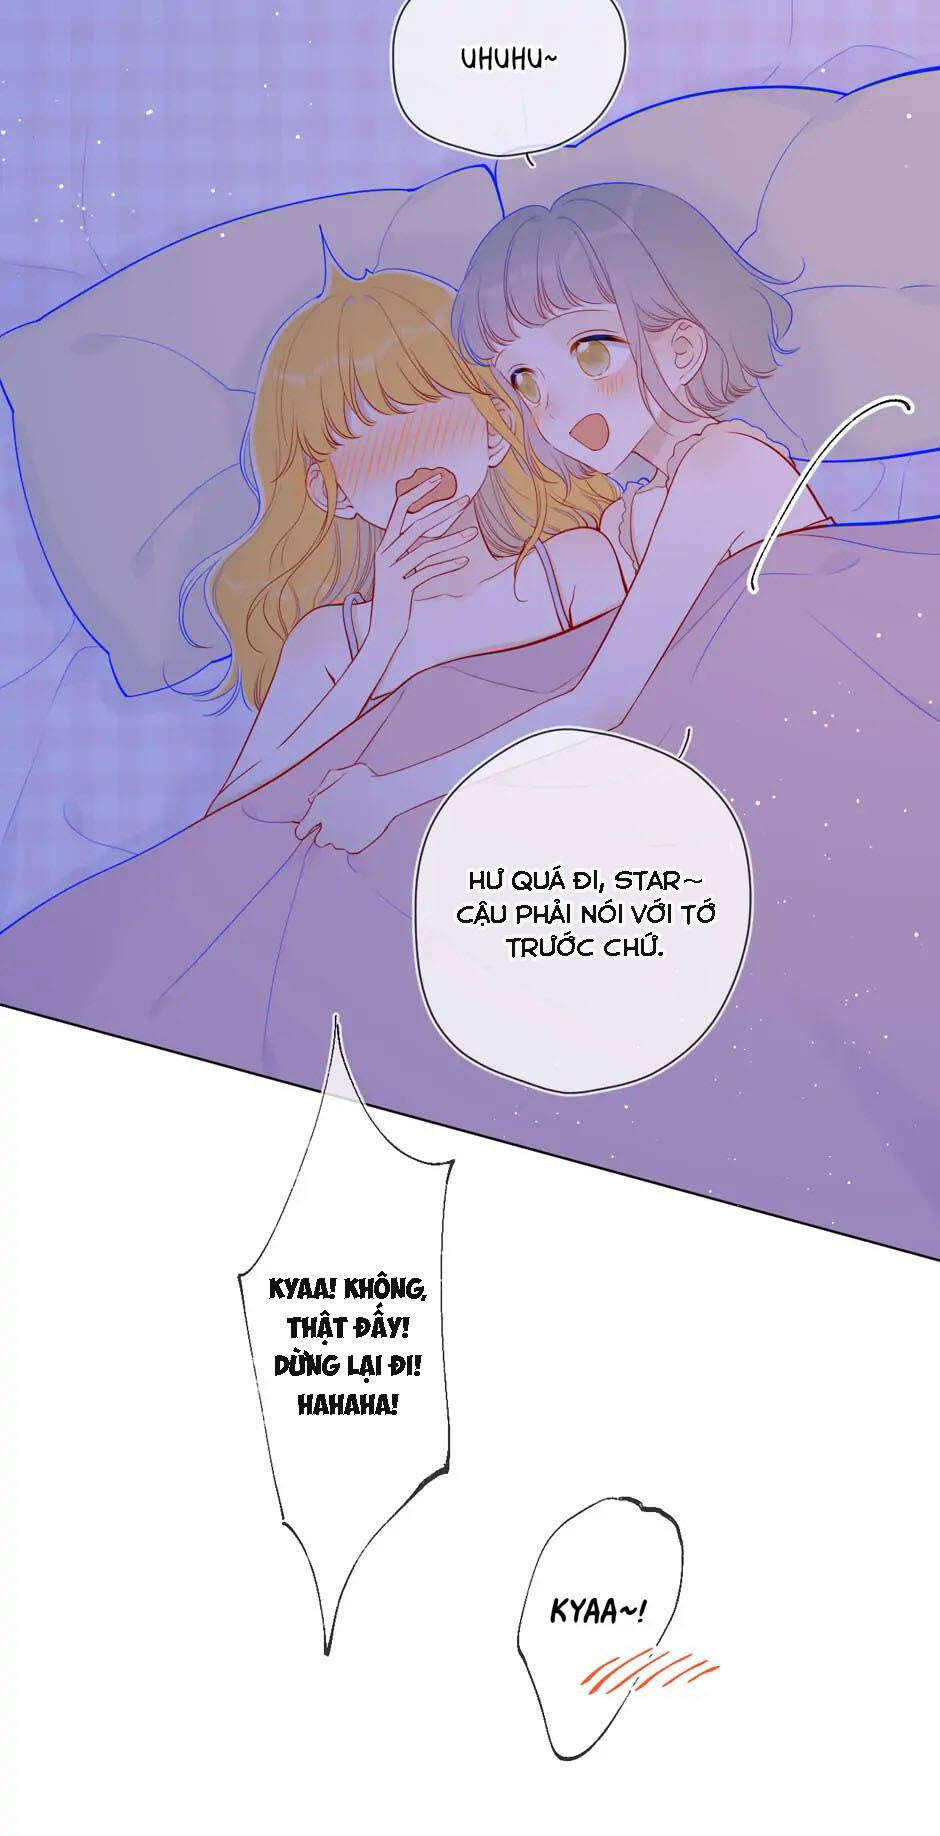 UHUHU~
HƯ QUÁ ĐI, STAR~
CẬU PHẢI NÓI VỚI TỚ
TRƯỚC CHỨ.
KYAA! KHÔNG,
THẬT ĐẤY!
DỪNG LẠI ĐI!
HAHAHA!
KYAA~!